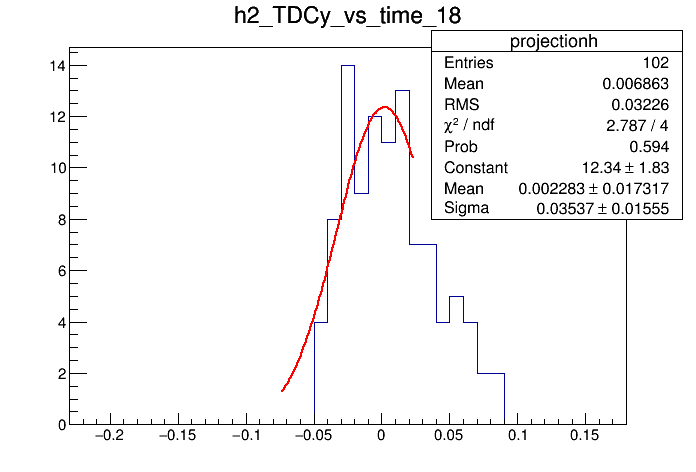 h2_TDCy_vs_time_18
projectionh
Entries 102
Mean 0.006863
RMS 0.03226
χ² / ndf 2.787 / 4
Prob 0.594
Constant 12.34 ± 1.83
Mean 0.002283 ± 0.017317
Sigma 0.03537 ± 0.01555
14
12
10
8
6
4
2
0
−0.2 −0.15 −0.1 −0.05 0 0.05 0.1 0.15